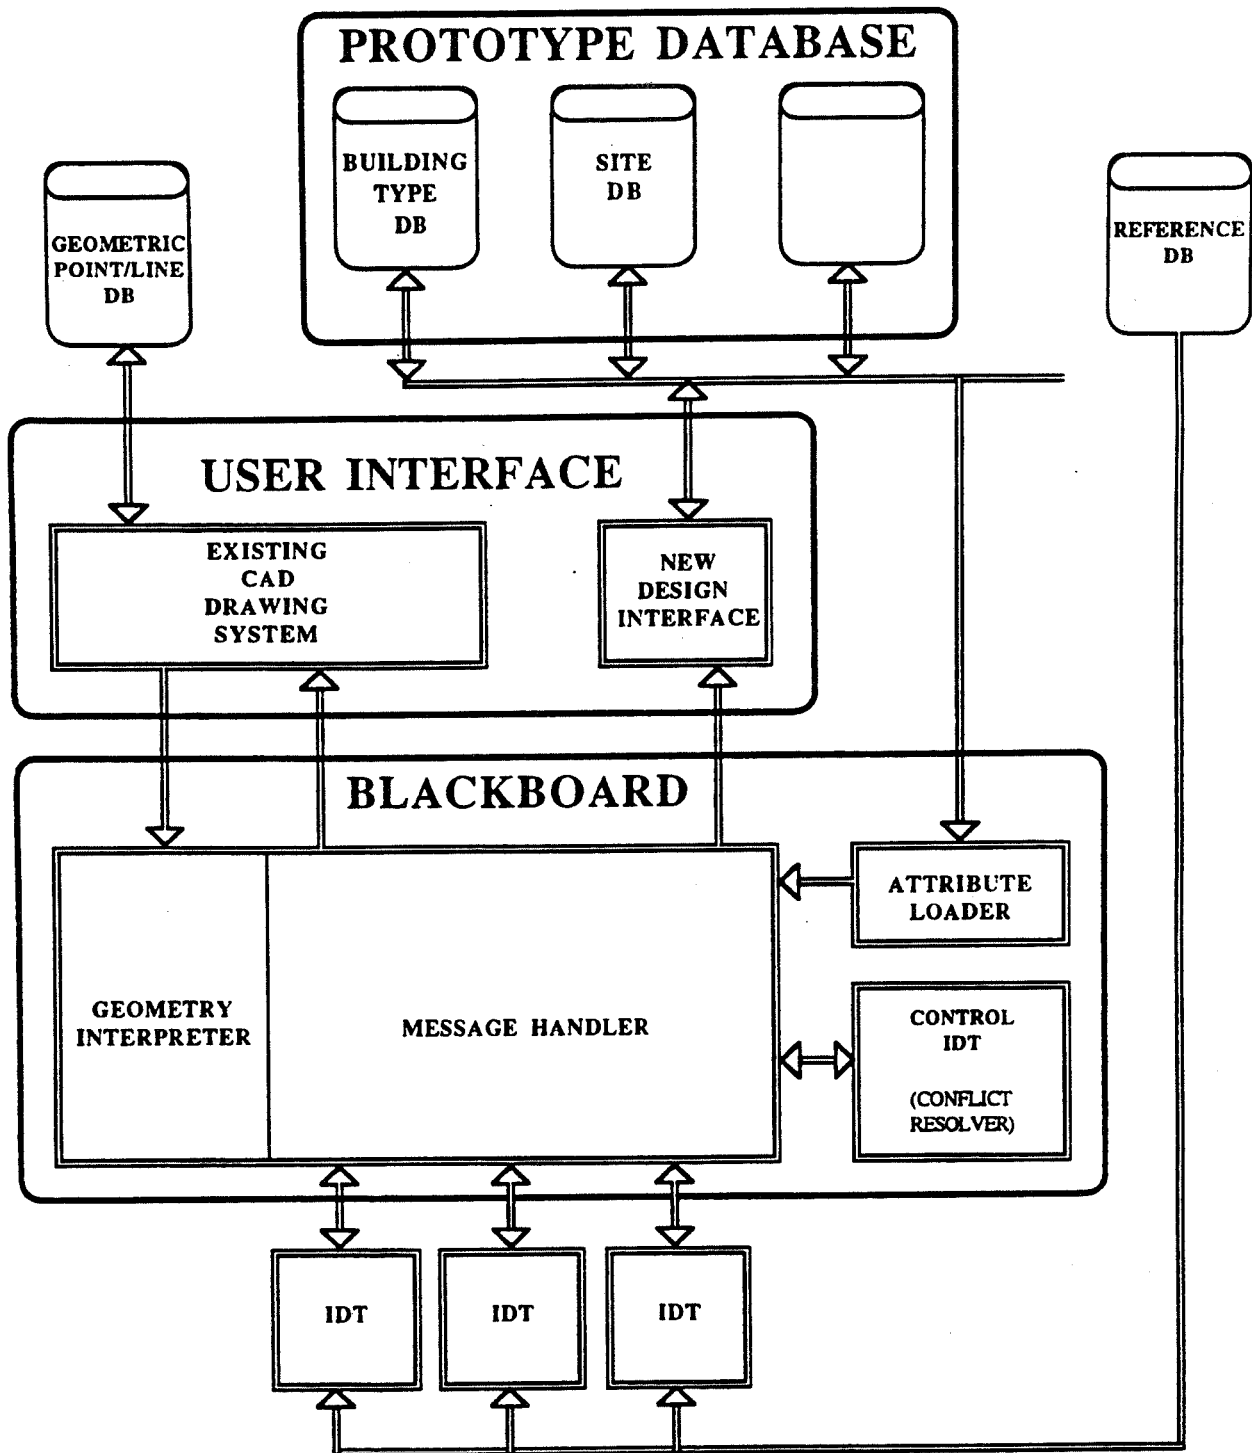 PROTOTYPE DATABASE
BUILDING
TYPE
DB
SITE
DB
GEOMETRIC
POINT/LINE
DB
REFERENCE
DB
USER INTERFACE
EXISTING
CAD
DRAWING
SYSTEM
NEW
DESIGN
INTERFACE
BLACKBOARD
ATTRIBUTE
LOADER
GEOMETRY
INTERPRETER
MESSAGE HANDLER
CONTROL
IDT
(CONFLICT
RESOLVER)
IDT
IDT
IDT